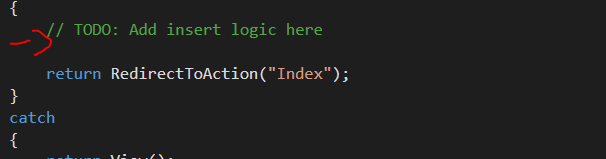 {
// TODO: Add insert logic here
return RedirectToAction("Index");
}
catch
{
return View();